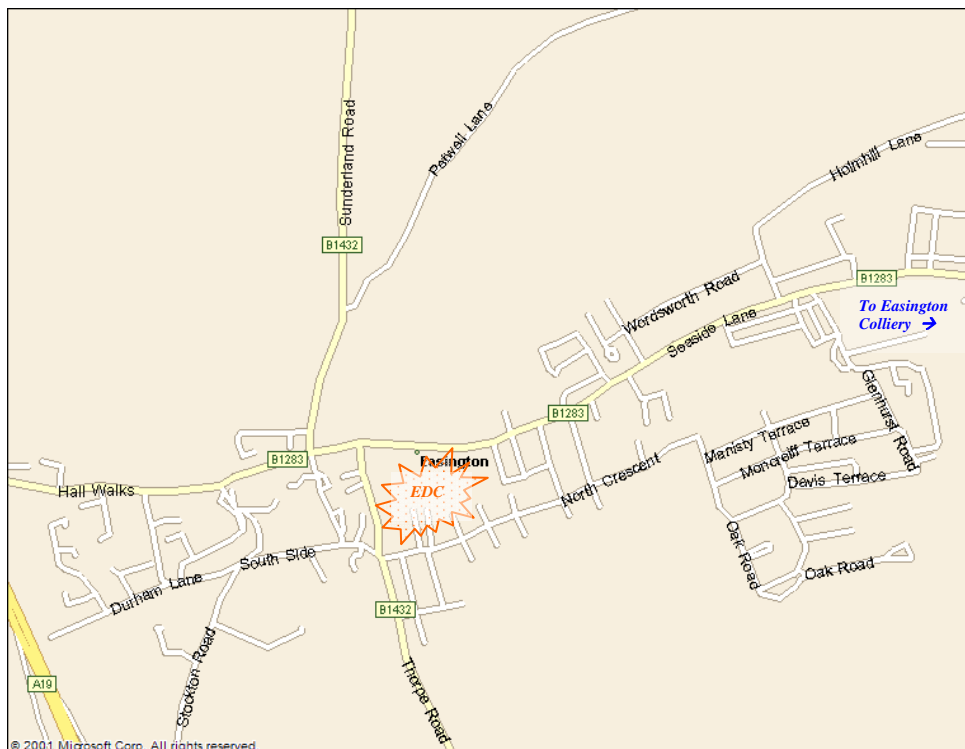 Sunderland Road
Petwell Lane
Holmhill Lane
B1432
B1283
To Easington
Colliery →
Wordsworth Road
Seaside Lane
Glenhurst Road
B1283
Manisty Terrace
Moncreiff Terrace
Davis Terrace
B1283
Easington
Hall Walks
EDC
North Crescent
Oak Road
Oak Road
South Side
Durham Lane
B1432
Stockton Road
Thorpe Road
A19
© 2001 Microsoft Corp. All rights reserved